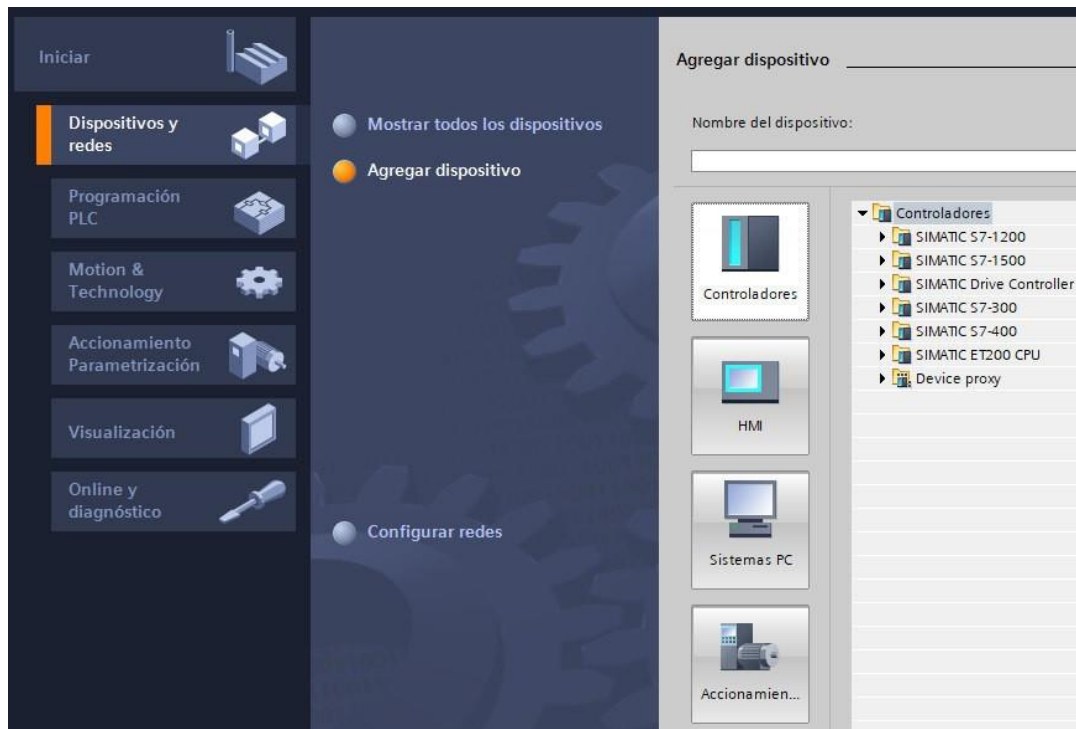 Iniciar
Dispositivos y
redes
Programación
PLC
Motion &
Technology
Accionamiento
Parametrización
Visualización
Online y
diagnóstico
Mostrar todos los dispositivos
Agregar dispositivo
Configurar redes
Agregar dispositivo
Nombre del dispositivo:
Controladores
HMI
Sistemas PC
Accionamien...
Controladores
SIMATIC S7-1200
SIMATIC S7-1500
SIMATIC Drive Controller
SIMATIC S7-300
SIMATIC S7-400
SIMATIC ET200 CPU
Device proxy